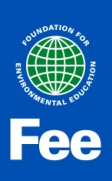 FOUNDATION FOR
ENVIRONMENTAL EDUCATION
Fee